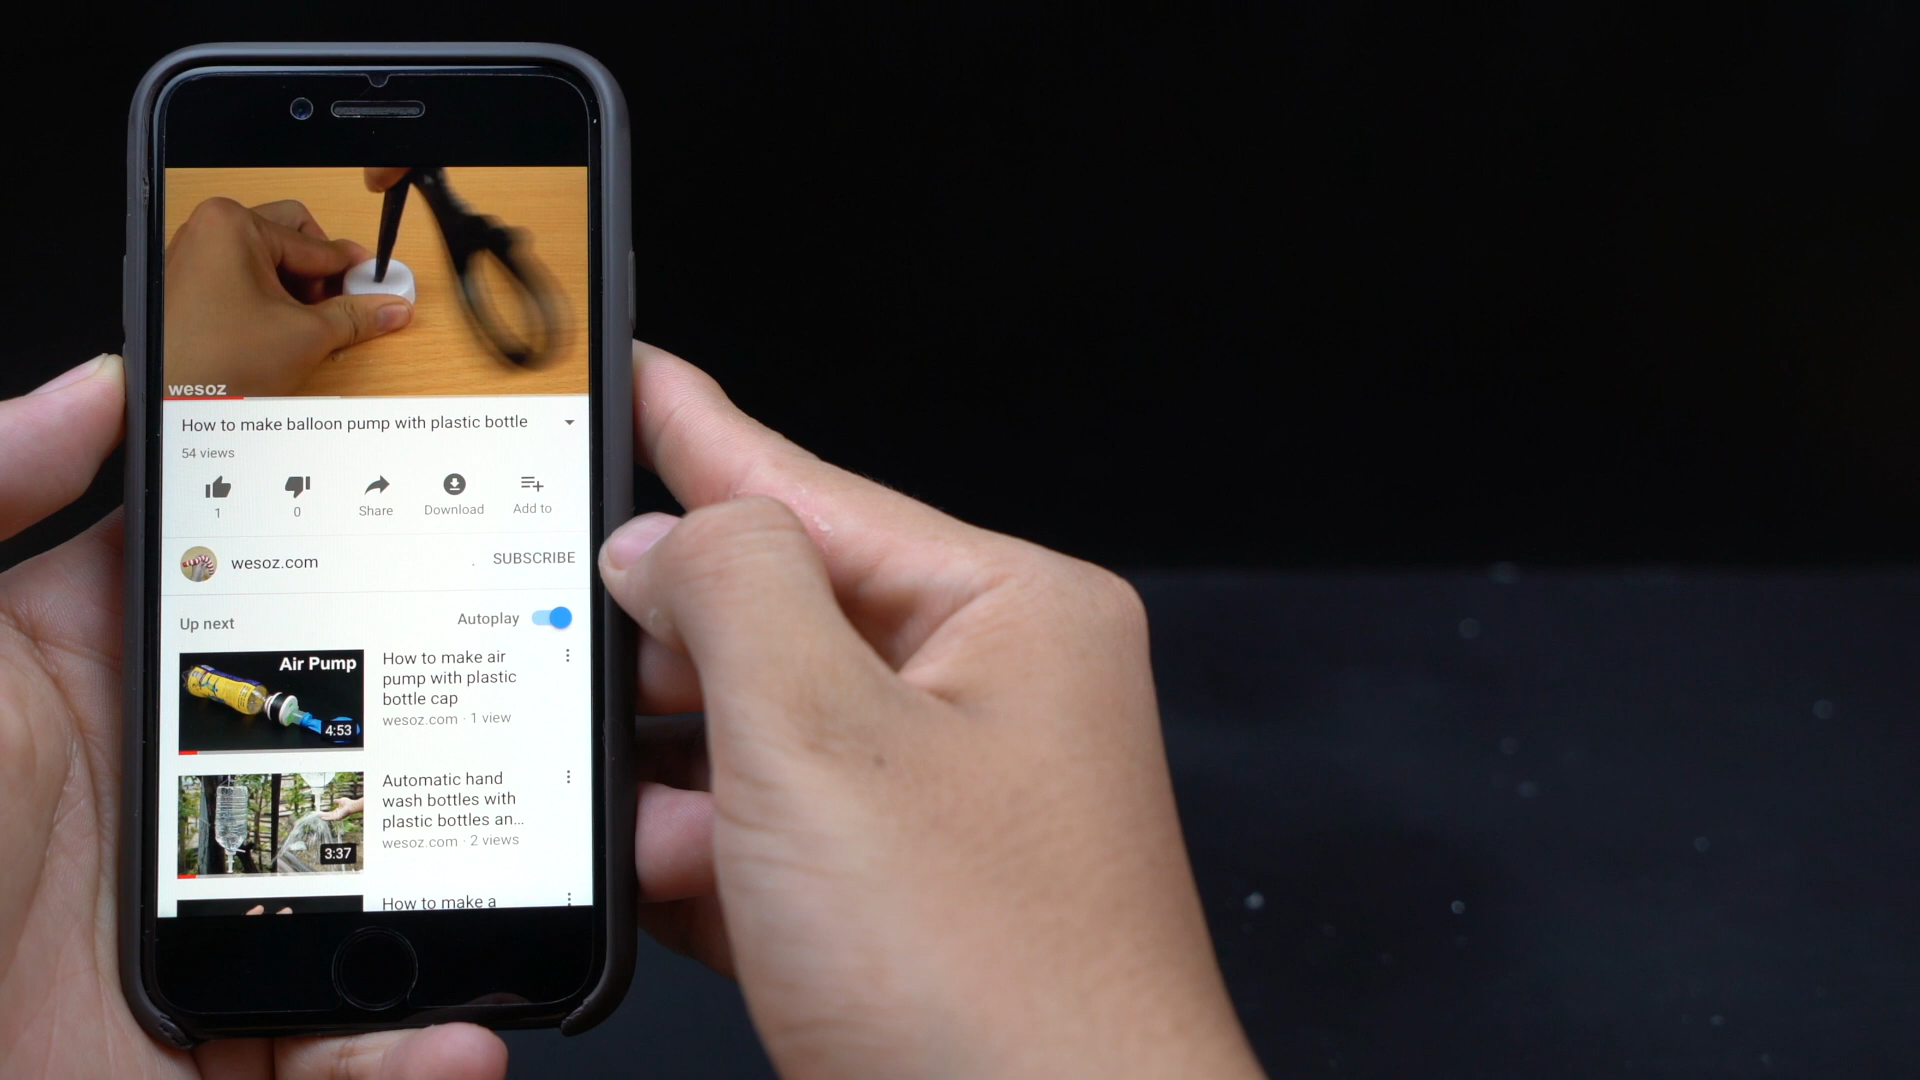 wesoz
How to make balloon pump with plastic bottle
54 views
1
0
Share
Download
Add to
wesoz.com
SUBSCRIBE
Up next
Autoplay
Air Pump
4:53
How to make air
pump with plastic
bottle cap
wesoz.com · 1 view
3:37
Automatic hand
wash bottles with
plastic bottles an...
wesoz.com · 2 views
How to make a